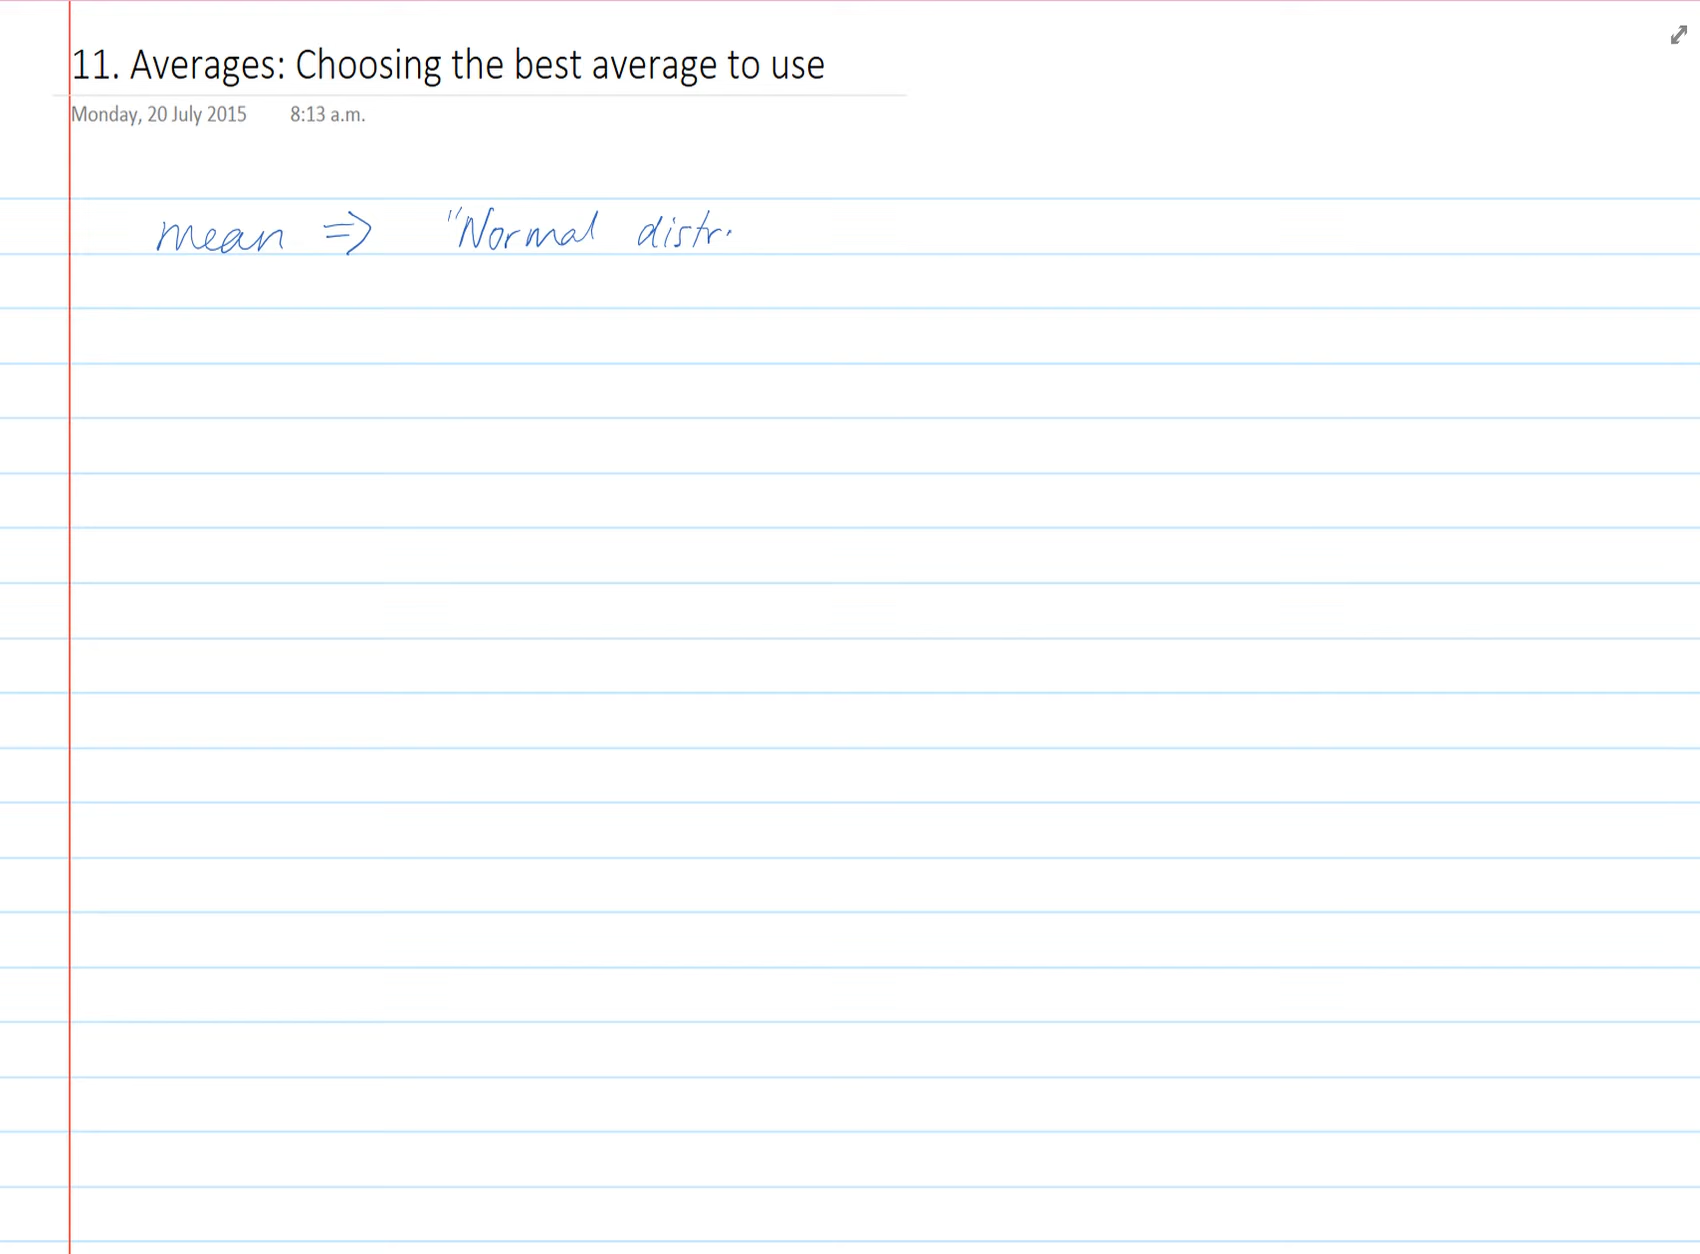 11. Averages: Choosing the best average to use
Monday, 20 July 2015 8:13 a.m.
mean ⇒ "Normal distr.